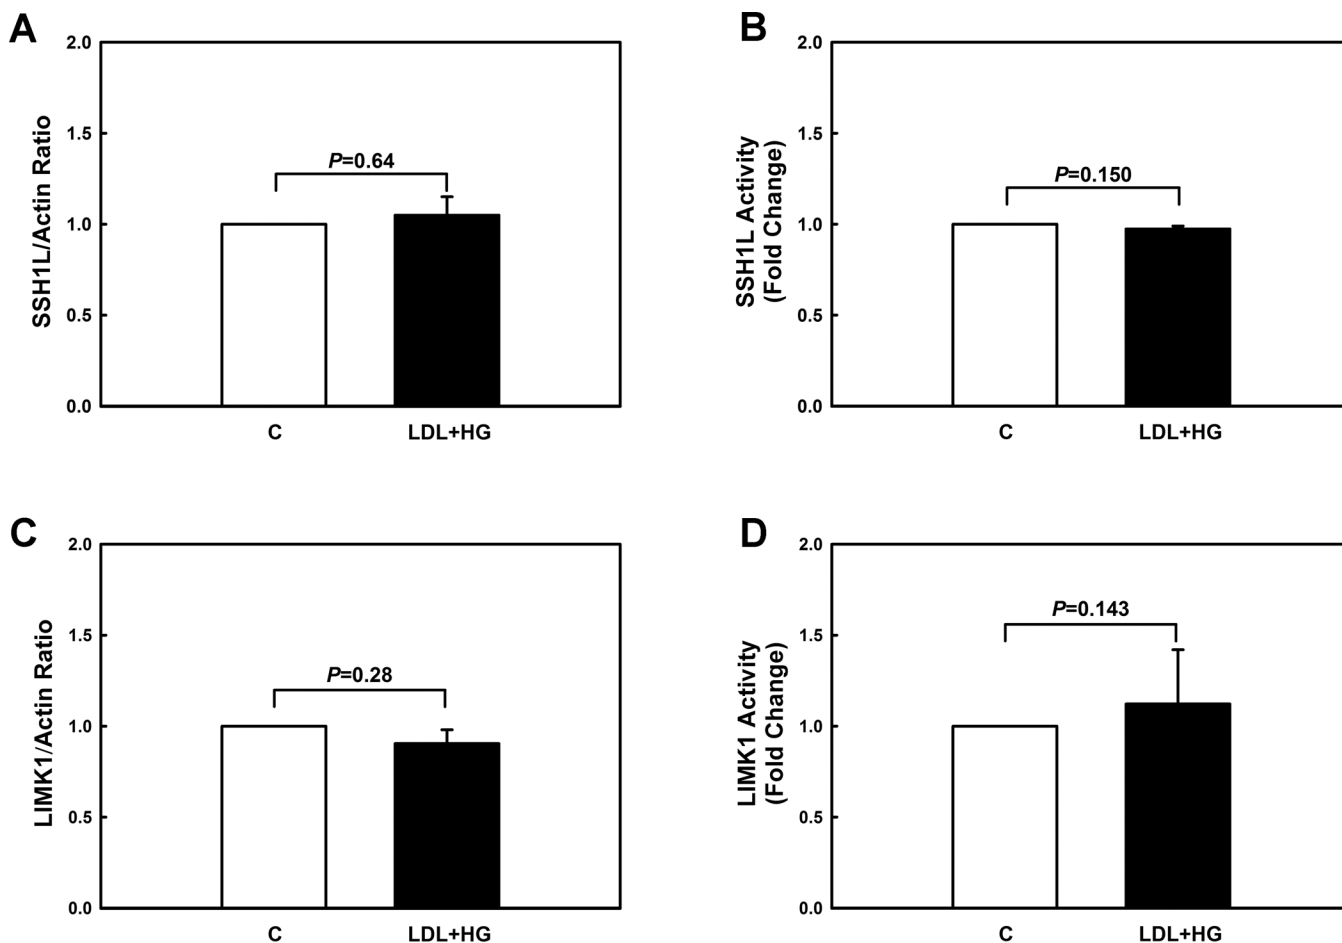 A
2.0
1.5
1.0
0.5
0.0
SSH1L/Actin Ratio
P=0.64
C
LDL+HG
B
2.0
1.5
1.0
0.5
0.0
SSH1L Activity
(Fold Change)
P=0.150
C
LDL+HG
C
2.0
1.5
1.0
0.5
0.0
LIMK1/Actin Ratio
P=0.28
C
LDL+HG
D
2.0
1.5
1.0
0.5
0.0
LIMK1 Activity
(Fold Change)
P=0.143
C
LDL+HG